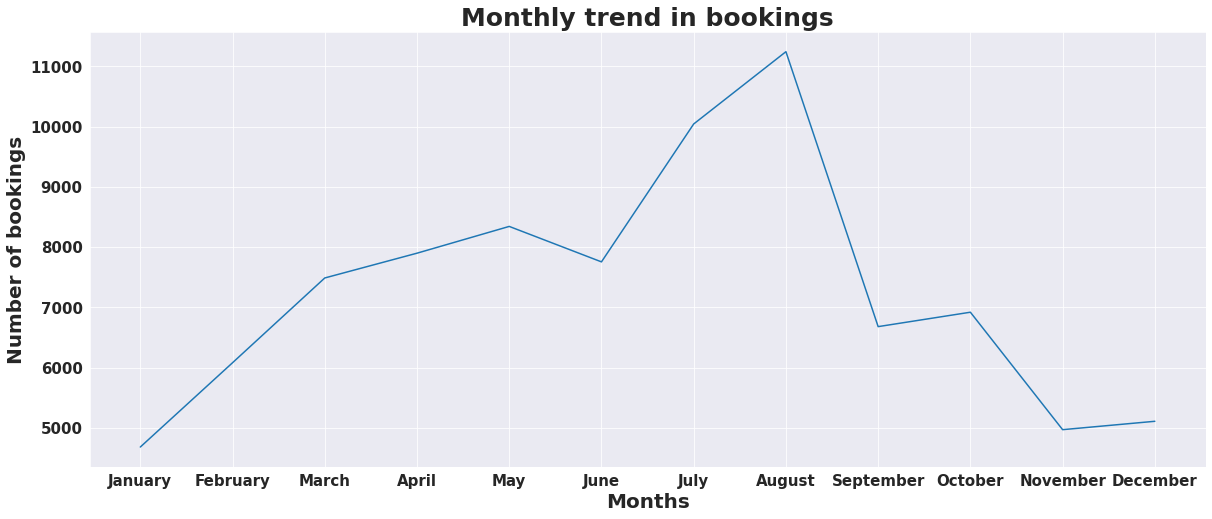 Monthly trend in bookings
Number of bookings
11000
10000
9000
8000
7000
6000
5000
January February March April May June July August September October November December
Months